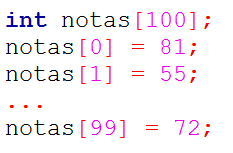 int notas[100];
notas[0] = 81;
notas[1] = 55;
...
notas[99] = 72;